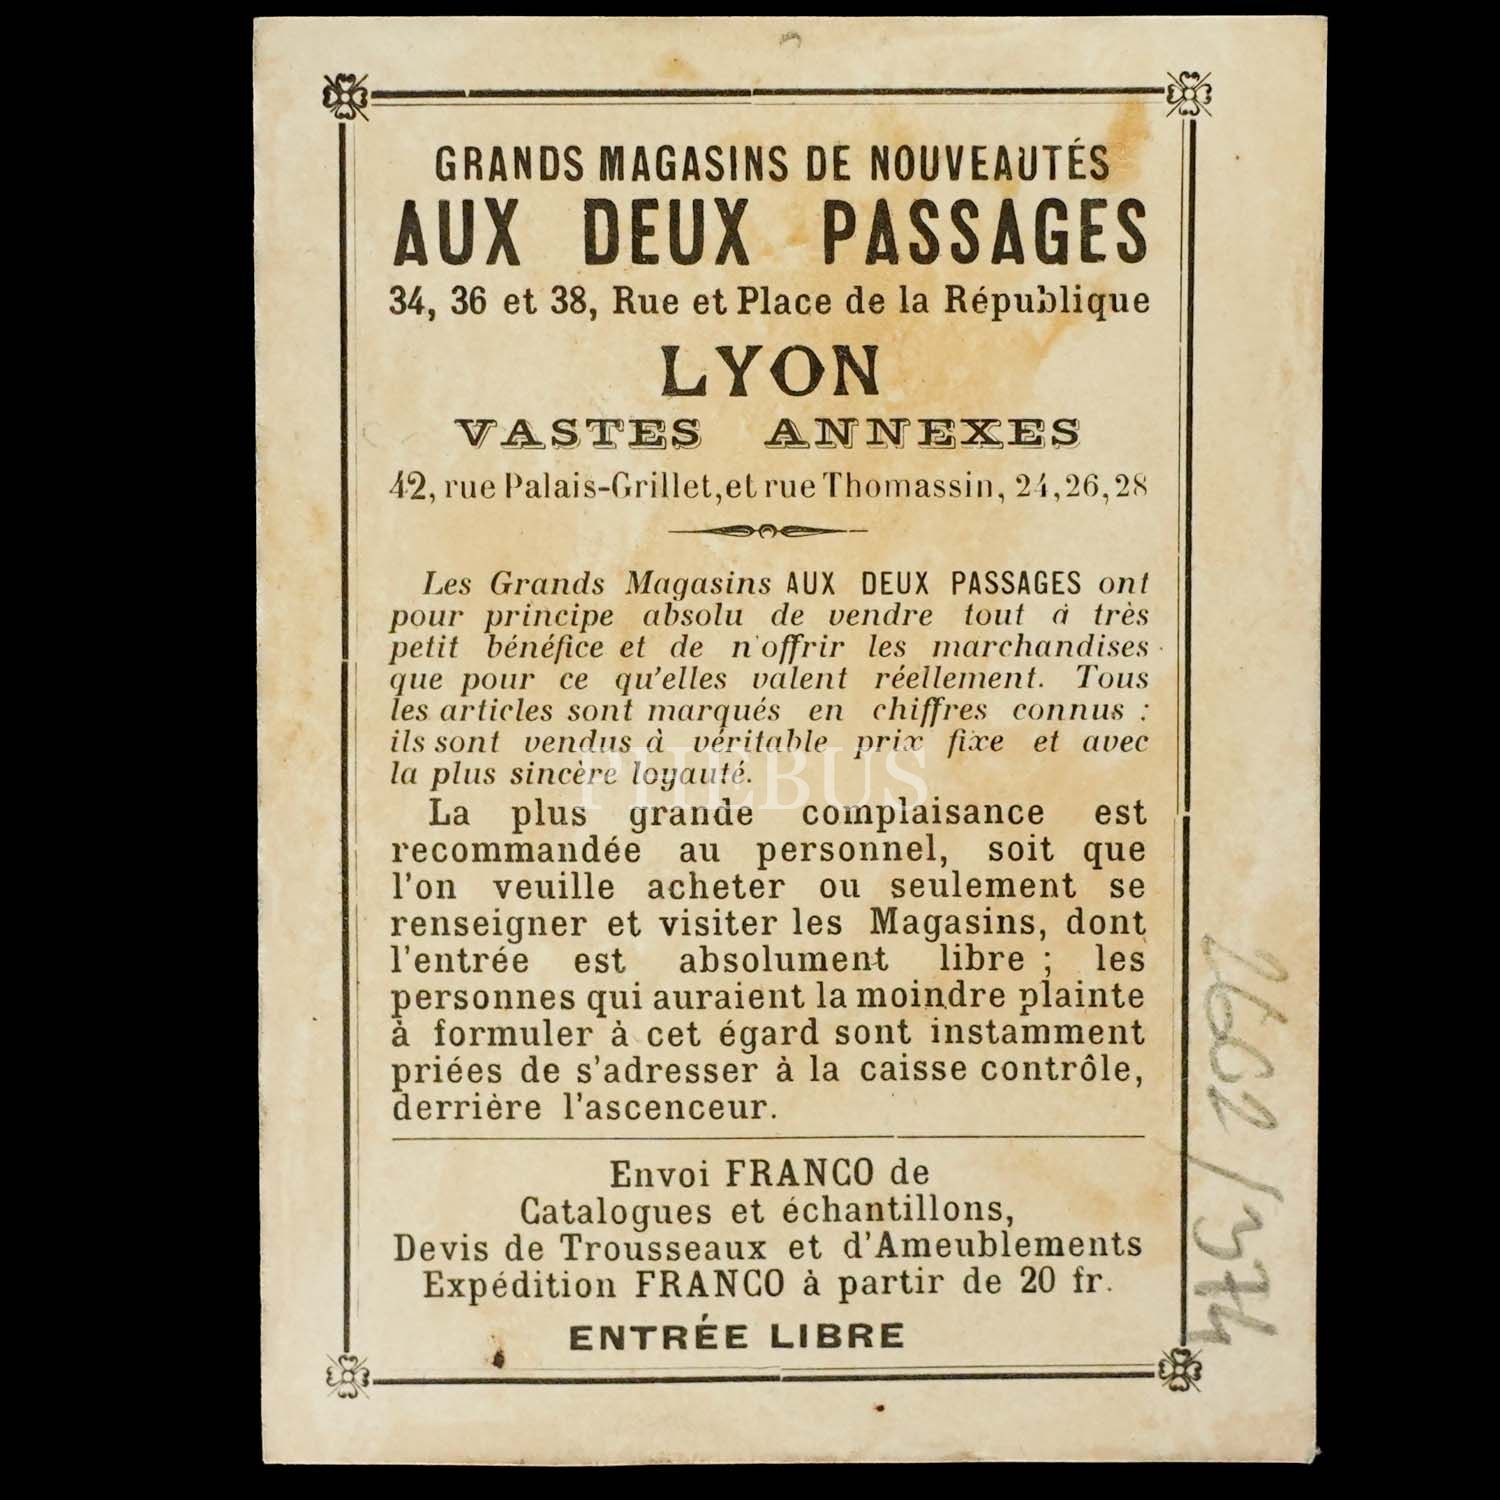 GRANDS MAGASINS DE NOUVEAUTÉS
AUX DEUX PASSAGES
34, 36 et 38, Rue et Place de la République
LYON
VASTES ANNEXES
42, rue Palais-Grillet, et rue Thomassin, 24, 26, 28
Les Grands Magasins AUX DEUX PASSAGES ont
pour principe absolu de vendre tout à très
petit bénéfice et de n'offrir les marchandises
que pour ce qu'elles valent réellement. Tous
les articles sont marqués en chiffres connus :
ils sont vendus à véritable prix fixe et avec
la plus sincère loyauté.
PHEBUS
La plus grande complaisance est
recommandée au personnel, soit que
l'on veuille acheter ou seulement se
renseigner et visiter les Magasins, dont
l'entrée est absolument libre ; les
personnes qui auraient la moindre plainte
à formuler à cet égard sont instamment
priées de s'adresser à la caisse contrôle,
derrière l'ascenceur.
Envoi FRANCO de
Catalogues et échantillons,
Devis de Trousseaux et d'Ameublements
Expédition FRANCO à partir de 20 fr.
ENTRÉE LIBRE